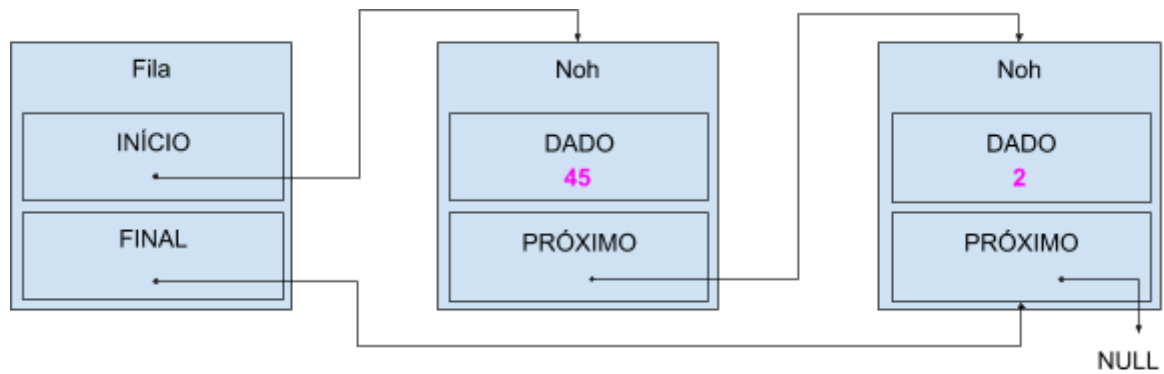 Fila
INÍCIO
FINAL
Noh
DADO
45
PRÓXIMO
Noh
DADO
2
PRÓXIMO
NULL